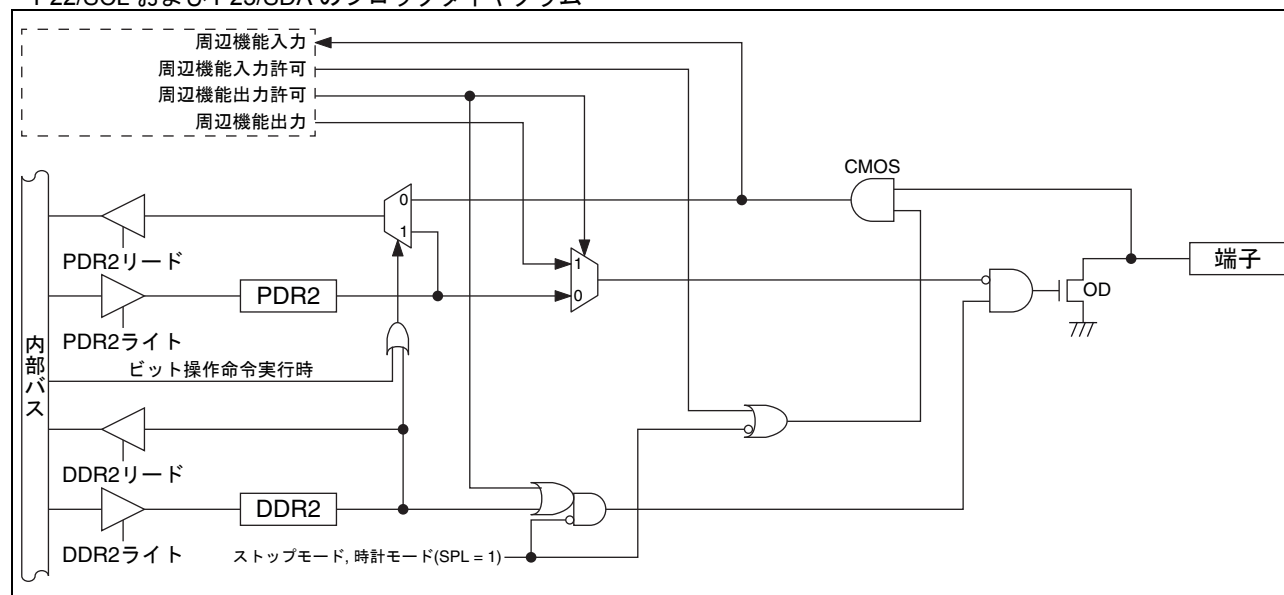 P22/SCL および P23/SDA のブロックダイヤグラム
周辺機能入力
周辺機能入力許可
周辺機能出力許可
周辺機能出力
CMOS
0
1
PDR2リード
1
端子
PDR2
0
OD
PDR2ライト
内部バス
ビット操作命令実行時
DDR2リード
DDR2
DDR2ライト
ストップモード, 時計モード(SPL = 1)